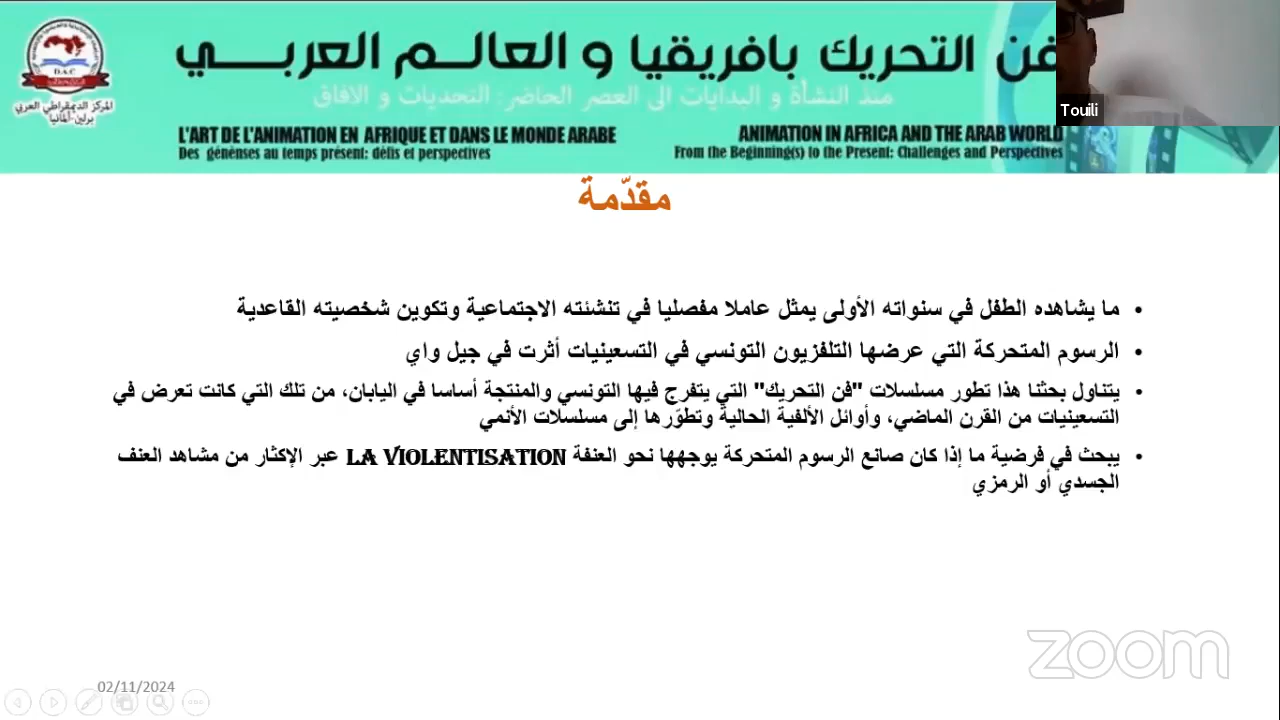 فن التحريك بافريقيا و العالم العربي
منذ النشأة و البدايات الى العصر الحاضر: التحديات و الافاق
D.A.C
المركز الديمقراطي العربي
برلين-ألمانيا
Touili
L'ART DE L'ANIMATION EN AFRIQUE ET DANS LE MONDE ARABE
Des génènses au temps présent: défis et perspectives
ANIMATION IN AFRICA AND THE ARAB WORLD
From the Beginning(s) to the Present: Challenges and Perspectives
مقدّمة
• ما يشاهده الطفل في سنواته الأولى يمثل عاملا مفصليا في تنشئته الاجتماعية وتكوين شخصيته القاعدية
• الرسوم المتحركة التي عرضها التلفزيون التونسي في التسعينيات أثرت في جيل واي
• يتناول بحثنا هذا تطور مسلسلات "فن التحريك" التي يتفرج فيها التونسي والمنتجة أساسا في اليابان، من تلك التي كانت تعرض في
التسعينيات من القرن الماضي، وأوائل الألفية الحالية وتطوّرها إلى مسلسلات الأنمي
• يبحث في فرضية ما إذا كان صانع الرسوم المتحركة يوجهها نحو العنفة LA VIOLENTISATION عبر الإكثار من مشاهد العنف
الجسدي أو الرمزي
zoom
02/11/2024